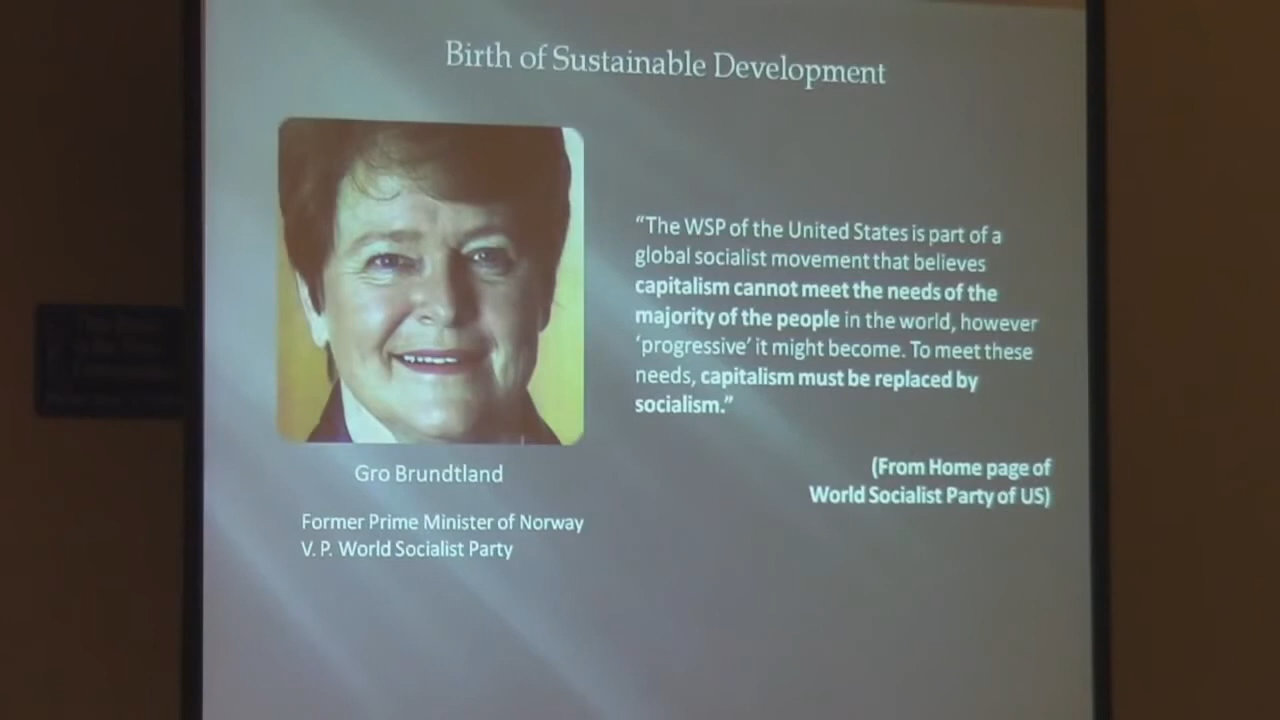 Birth of Sustainable Development
“The WSP of the United States is part of a
global socialist movement that believes
capitalism cannot meet the needs of the
majority of the people in the world, however
‘progressive’ it might become. To meet these
needs, capitalism must be replaced by
socialism.”
(From Home page of
World Socialist Party of US)
Gro Brundtland
Former Prime Minister of Norway
V. P. World Socialist Party